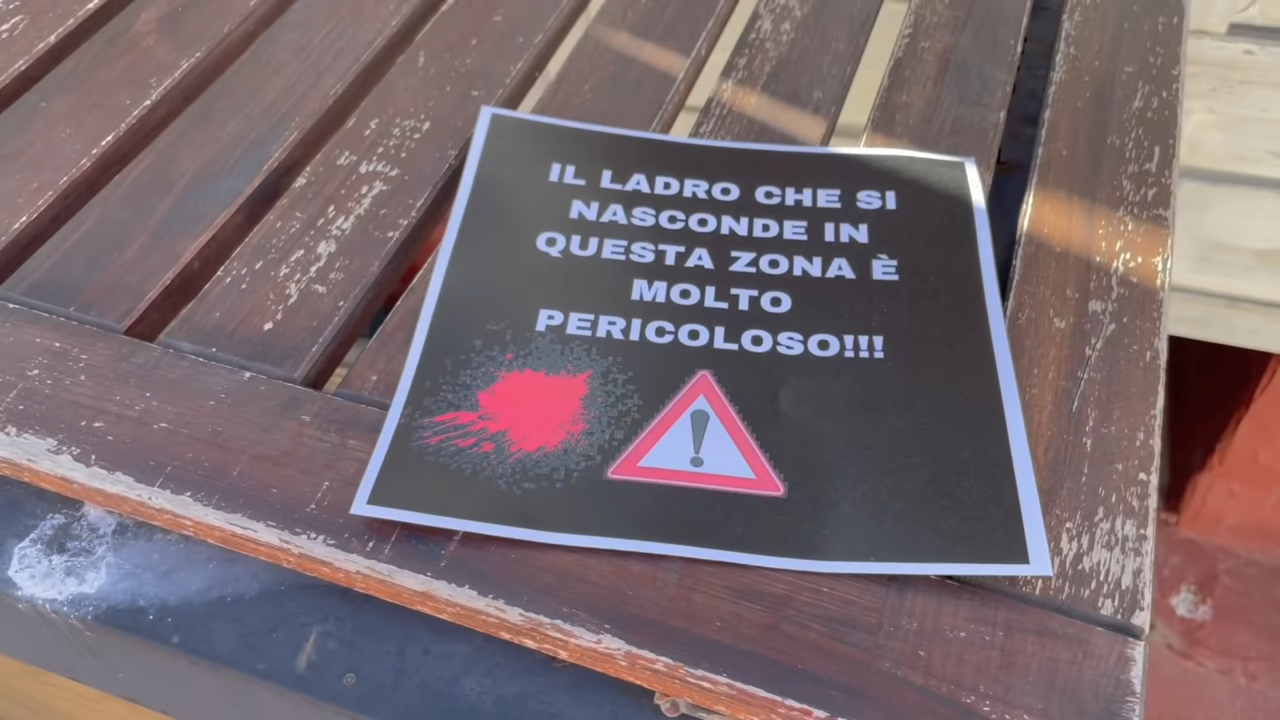 IL LADRO CHE SI
NASCONDE IN
QUESTA ZONA È
MOLTO
PERICOLOSO!!!